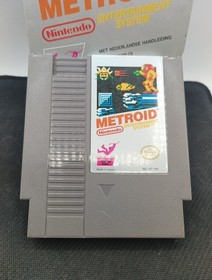 METROID
Nintendo
ENTERTAINMENT
SYSTEM
MET NEDERLANDSE HANDLEIDING
METROID
Nintendo